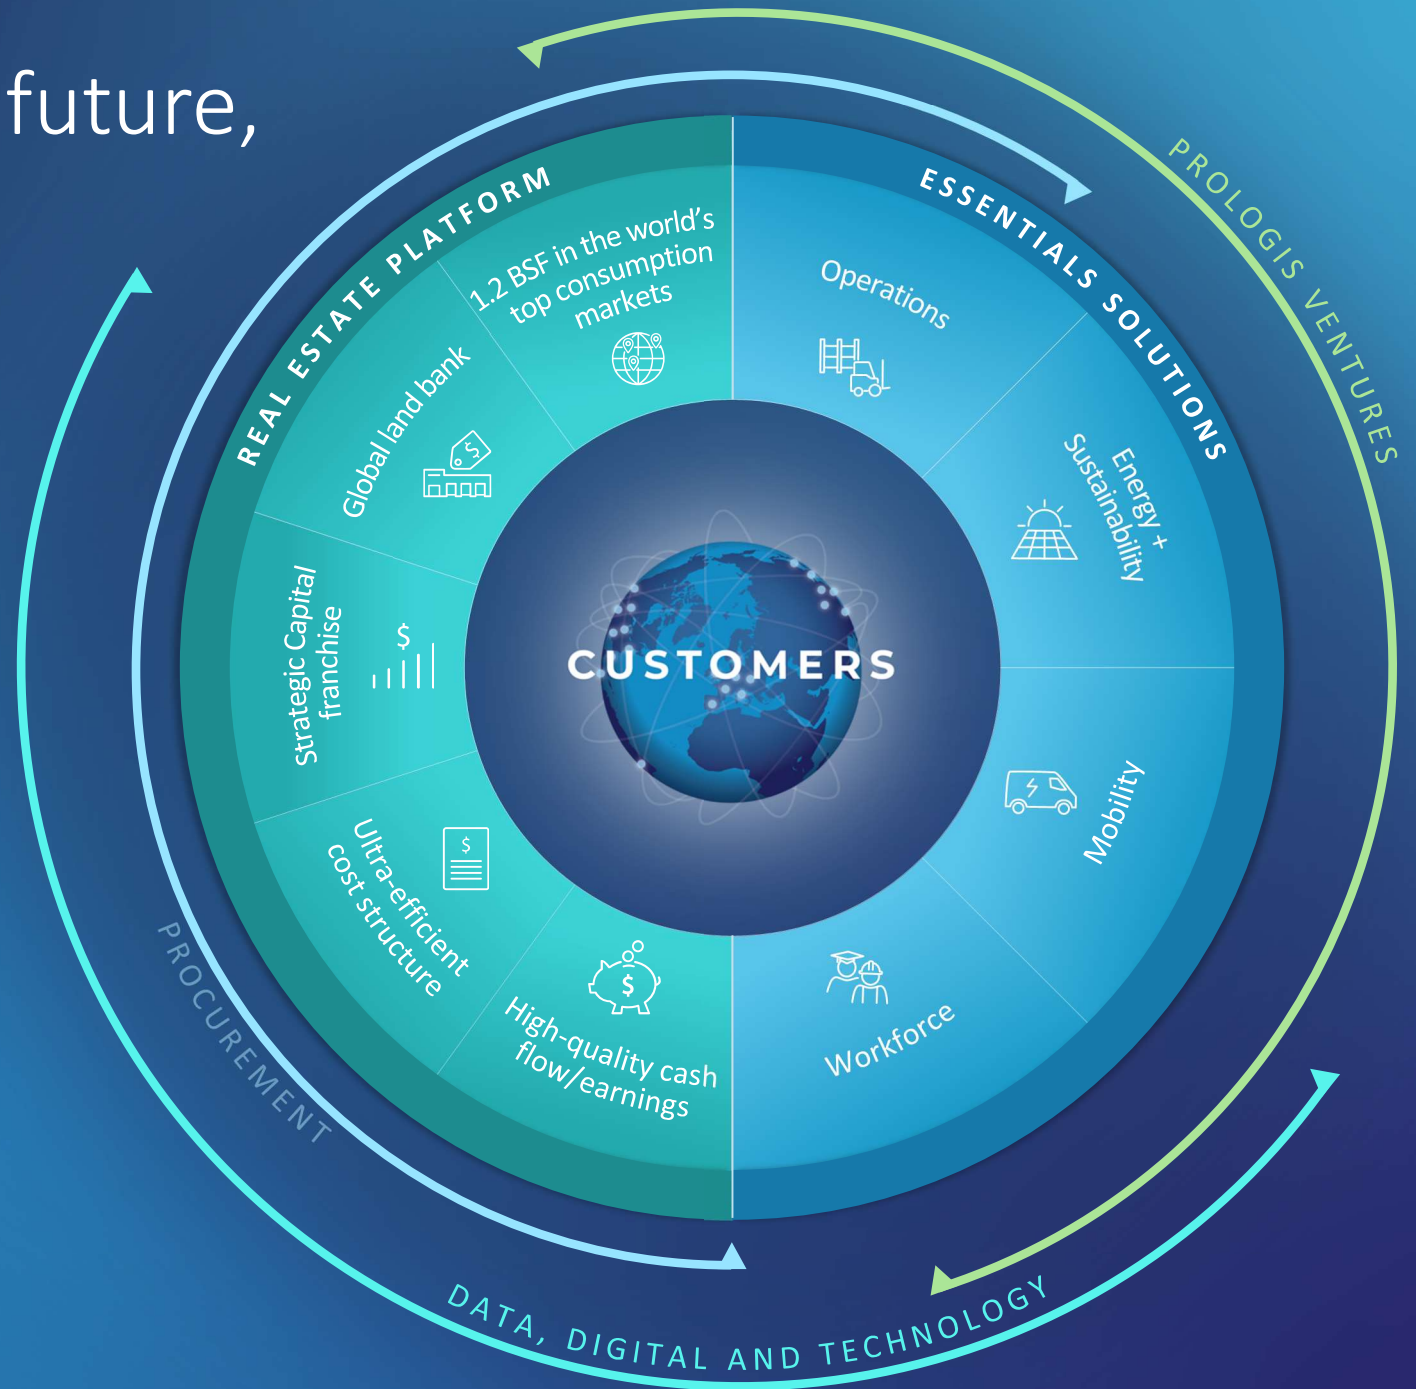 future,
REAL ESTATE PLATFORM
1.2 BSF in the world's
top consumption
markets
Global land bank
$
Strategic Capital
franchise
$
Ultra-efficient
cost structure
$
High-quality cash
flow/earnings
$
ESSENTIALS SOLUTIONS
Operations
Energy +
Sustainability
Mobility
Workforce
CUSTOMERS
PROLOGIS VENTURES
PROCUREMENT
DATA, DIGITAL AND TECHNOLOGY